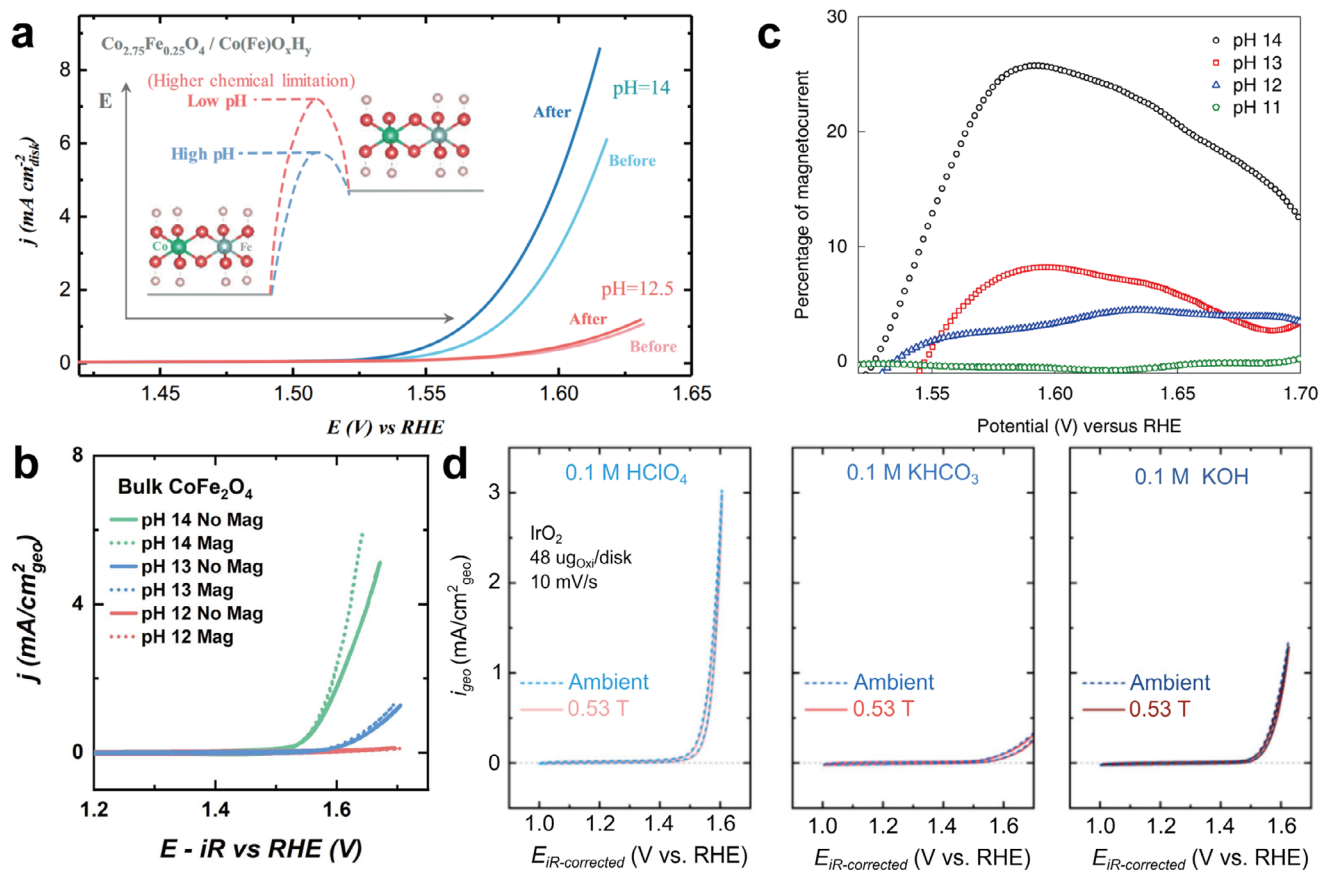 a
Co2.75Fe0.25O4 / Co(Fe)OxHy
(Higher chemical limitation)
E
Low pH
High pH
Co
Fe
After
pH=14
Before
pH=12.5
After
Before
j (mA cm-2disk)
8
6
4
2
0
1.45
1.50
1.55
1.60
1.65
E (V) vs RHE
c
pH 14
pH 13
pH 12
pH 11
Percentage of magnetocurrent
30
20
10
0
1.55
1.60
1.65
1.70
Potential (V) versus RHE
b
Bulk CoFe2O4
pH 14 No Mag
pH 14 Mag
pH 13 No Mag
pH 13 Mag
pH 12 No Mag
pH 12 Mag
j (mA/cm2geo)
8
4
0
1.2
1.4
1.6
E - iR vs RHE (V)
d
0.1 M HClO4
IrO2
48 ugOxi/disk
10 mV/s
Ambient
0.53 T
igeo (mA/cm2geo)
3
2
1
0
1.0
1.2
1.4
1.6
EiR-corrected (V vs. RHE)
0.1 M KHCO3
Ambient
0.53 T
1.0
1.2
1.4
1.6
EiR-corrected (V vs. RHE)
0.1 M KOH
Ambient
0.53 T
1.0
1.2
1.4
1.6
EiR-corrected (V vs. RHE)